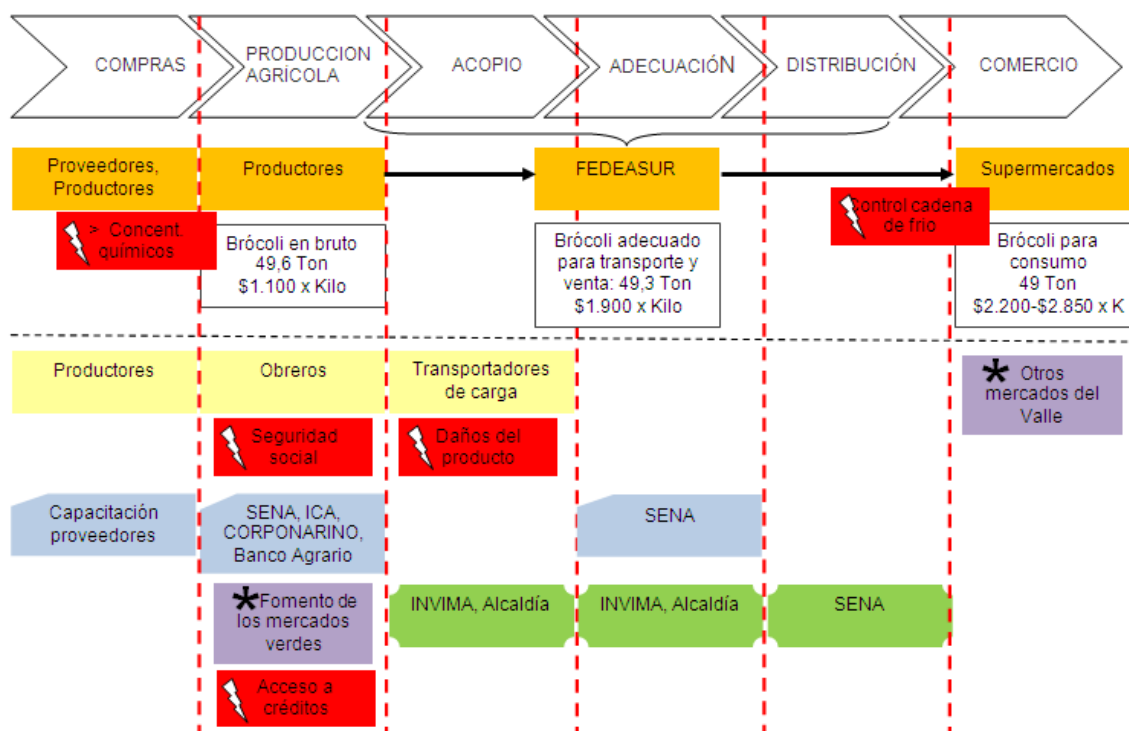 COMPRAS
PRODUCCION
AGRÍCOLA
ACOPIO
ADECUACIÓN
DISTRIBUCIÓN
COMERCIO
Proveedores,
Productores
Productores
FEDEASUR
Supermercados
> Concent.
químicos
Control cadena
de frio
Brócoli en bruto
49,6 Ton
$1.100 x Kilo
Brócoli adecuado
para transporte y
venta: 49,3 Ton
$1.900 x Kilo
Brócoli para
consumo
49 Ton
$2.200-$2.850 x K
Productores
Obreros
Transportadores
de carga
* Otros
mercados del
Valle
Seguridad
social
Daños del
producto
Capacitación
proveedores
SENA, ICA,
CORPONARINO,
Banco Agrario
SENA
*Fomento de
los mercados
verdes
INVIMA, Alcaldía
INVIMA, Alcaldía
SENA
Acceso a
créditos